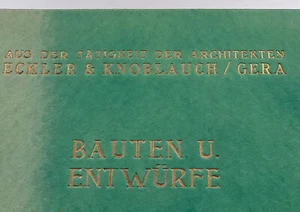 AUS DER TÄTIGKEIT DER ARCHITEKTEN
ECKLER & KNOBLAUCH / GERA
BAUTEN U.
ENTWÜRFE